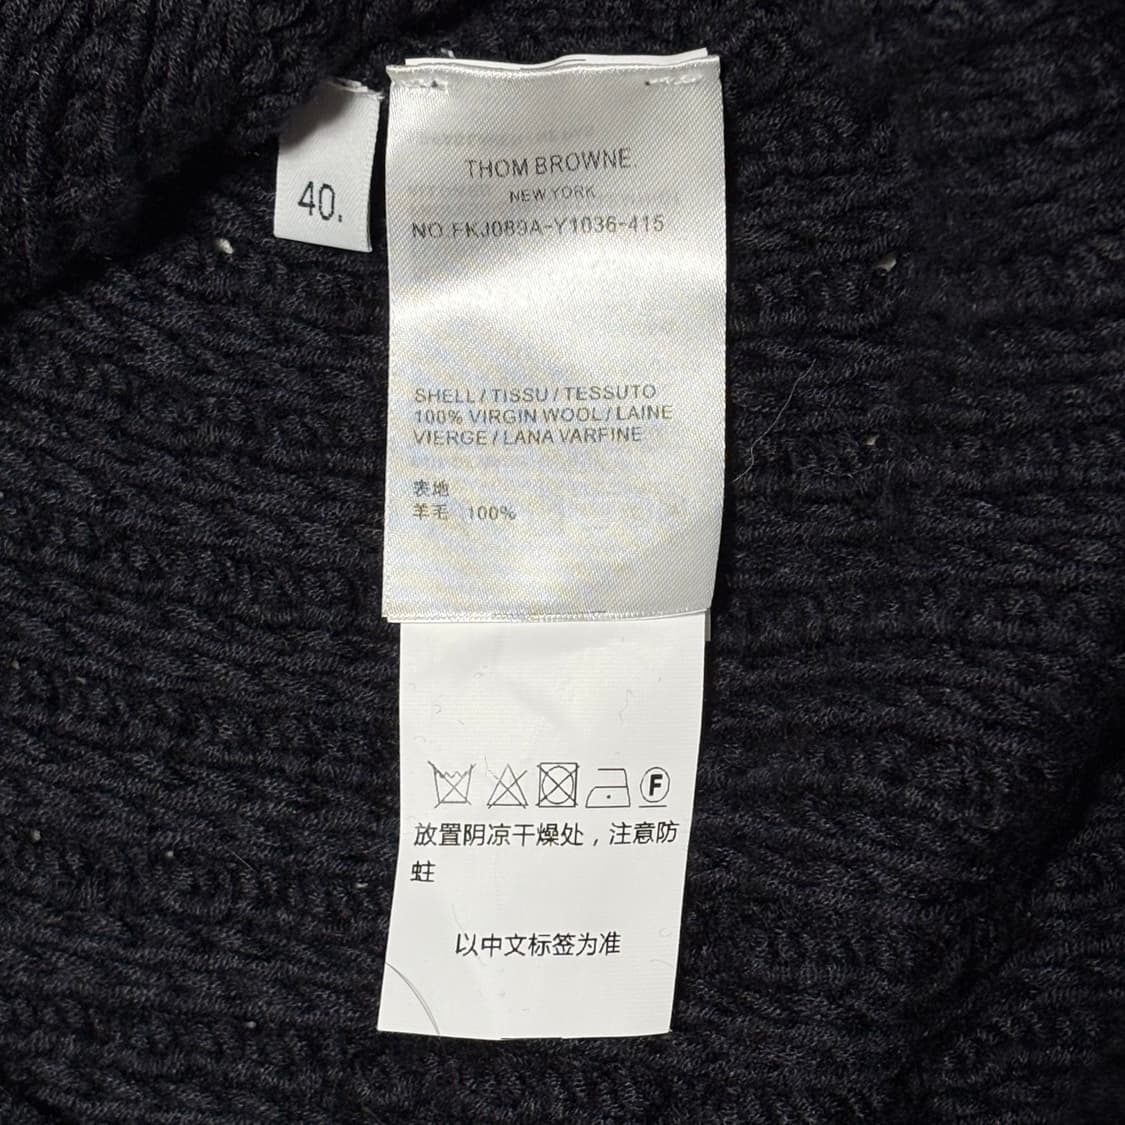 40.
THOM BROWNE.
NEW YORK
NO.FKJ089A-Y1036-415
SHELL / TISSU / TESSUTO
100% VIRGIN WOOL / LAINE
VIERGE / LANA VARFINE
表地
羊毛 100%
F
放置阴凉干燥处，注意防
蛀
以中文标签为准